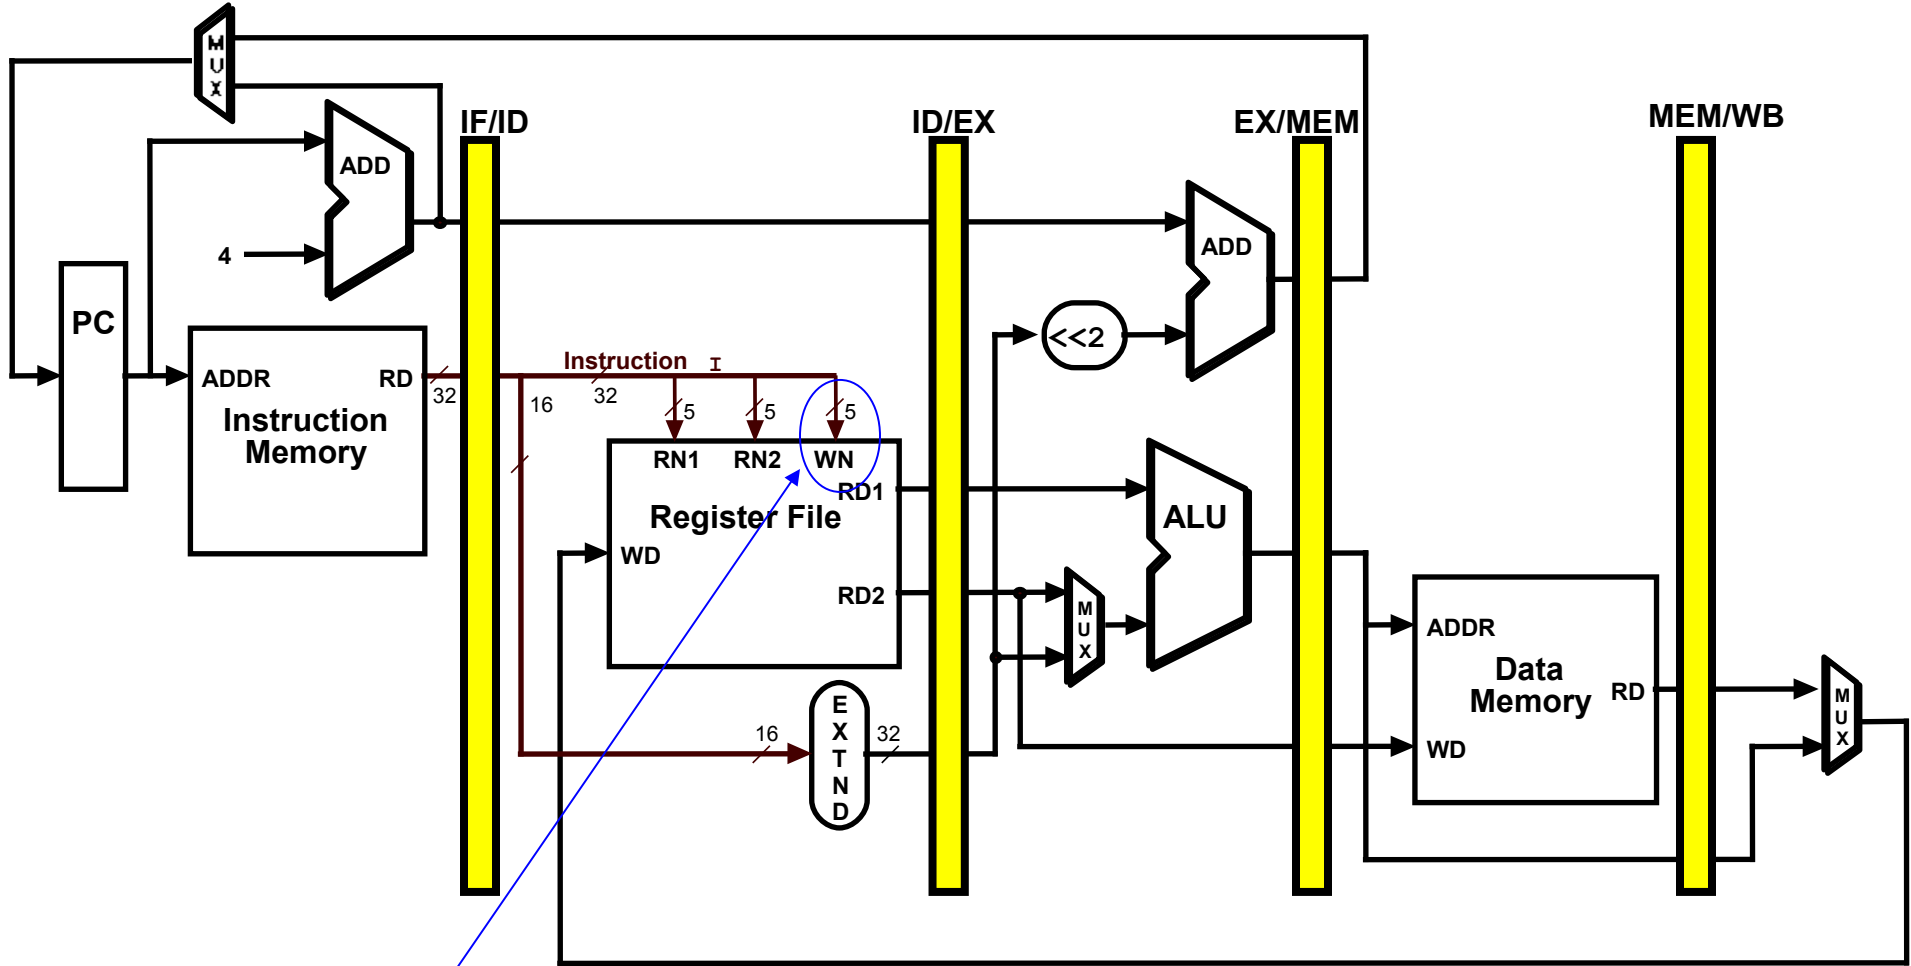 M
U
X
IF/ID
ID/EX
EX/MEM
MEM/WB
ADD
4
ADD
PC
<<2
Instruction I
ADDR
RD
32
16
32
5
5
5
Instruction
Memory
RN1
RN2
WN
RD1
Register File
ALU
WD
RD2
M
U
X
ADDR
Data
Memory
RD
WD
M
U
X
16
E
X
T
N
D
32